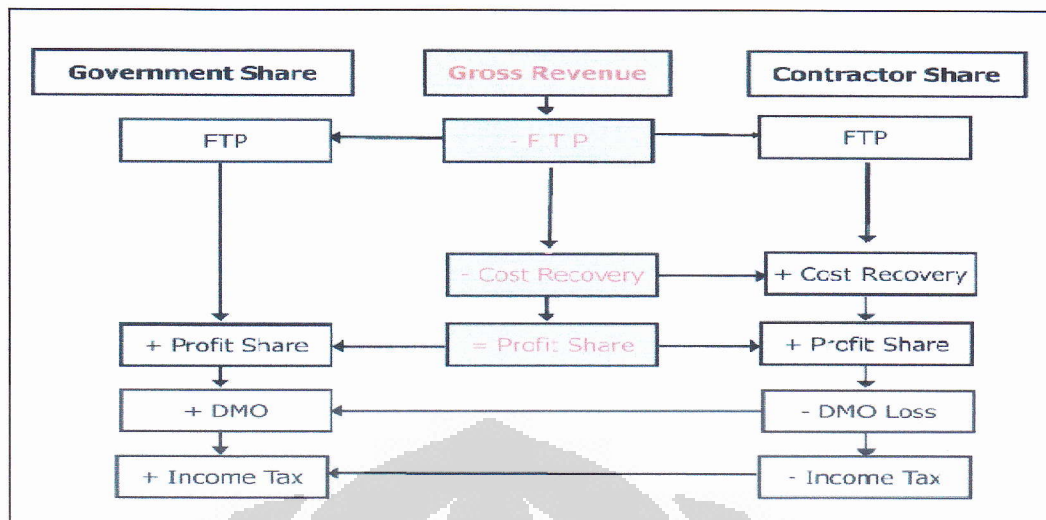 Government Share
Gross Revenue
Contractor Share
FTP
- F T P
FTP
- Cost Recovery
+ Cost Recovery
+ Profit Share
= Profit Share
+ Profit Share
+ DMO
- DMO Loss
+ Income Tax
- Income Tax